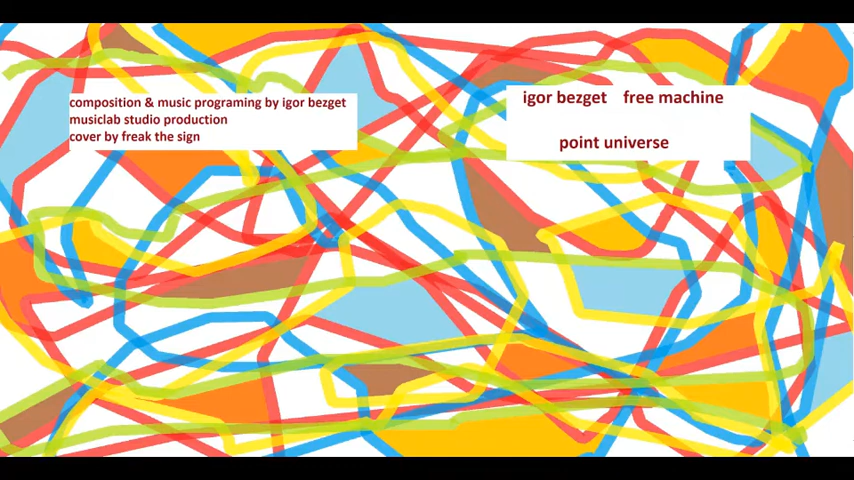 composition & music programing by igor bezget
musiclab studio production
cover by freak the sign
igor bezget free machine
point universe